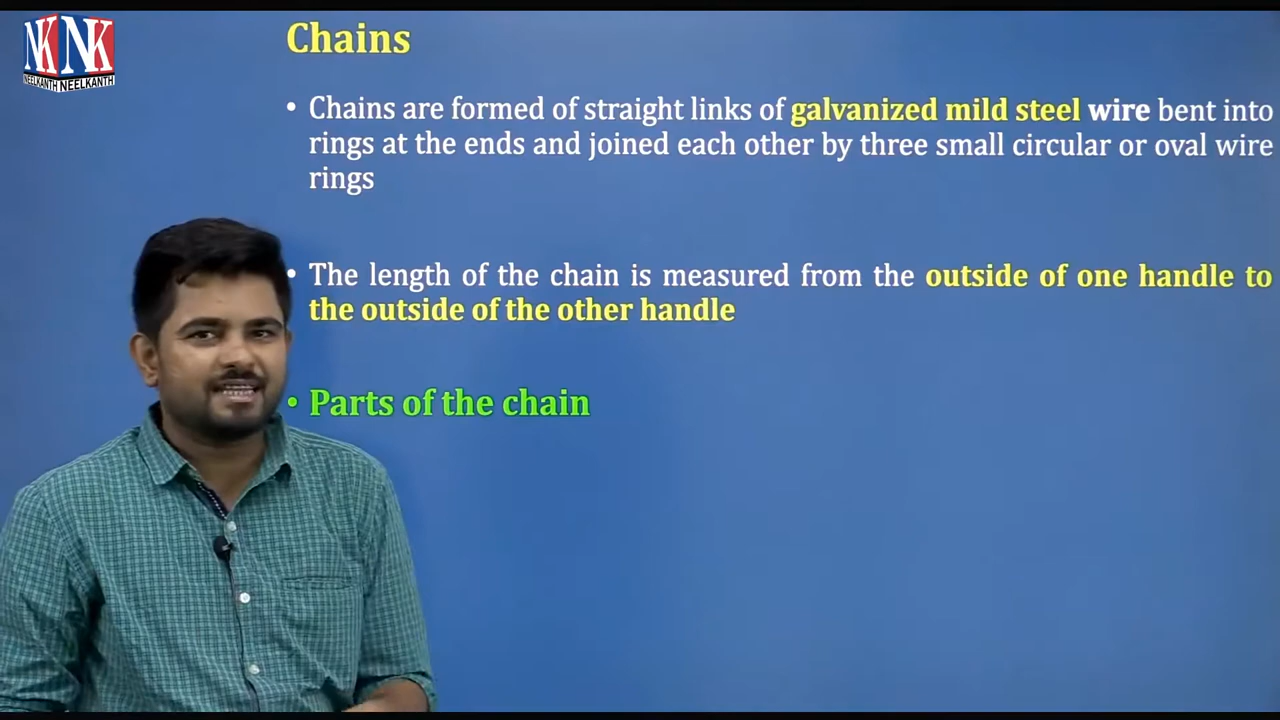 NK NK
NEELKANTH NEELKANTH
Chains
• Chains are formed of straight links of galvanized mild steel wire bent into
rings at the ends and joined each other by three small circular or oval wire
rings
• The length of the chain is measured from the outside of one handle to
the outside of the other handle
• Parts of the chain